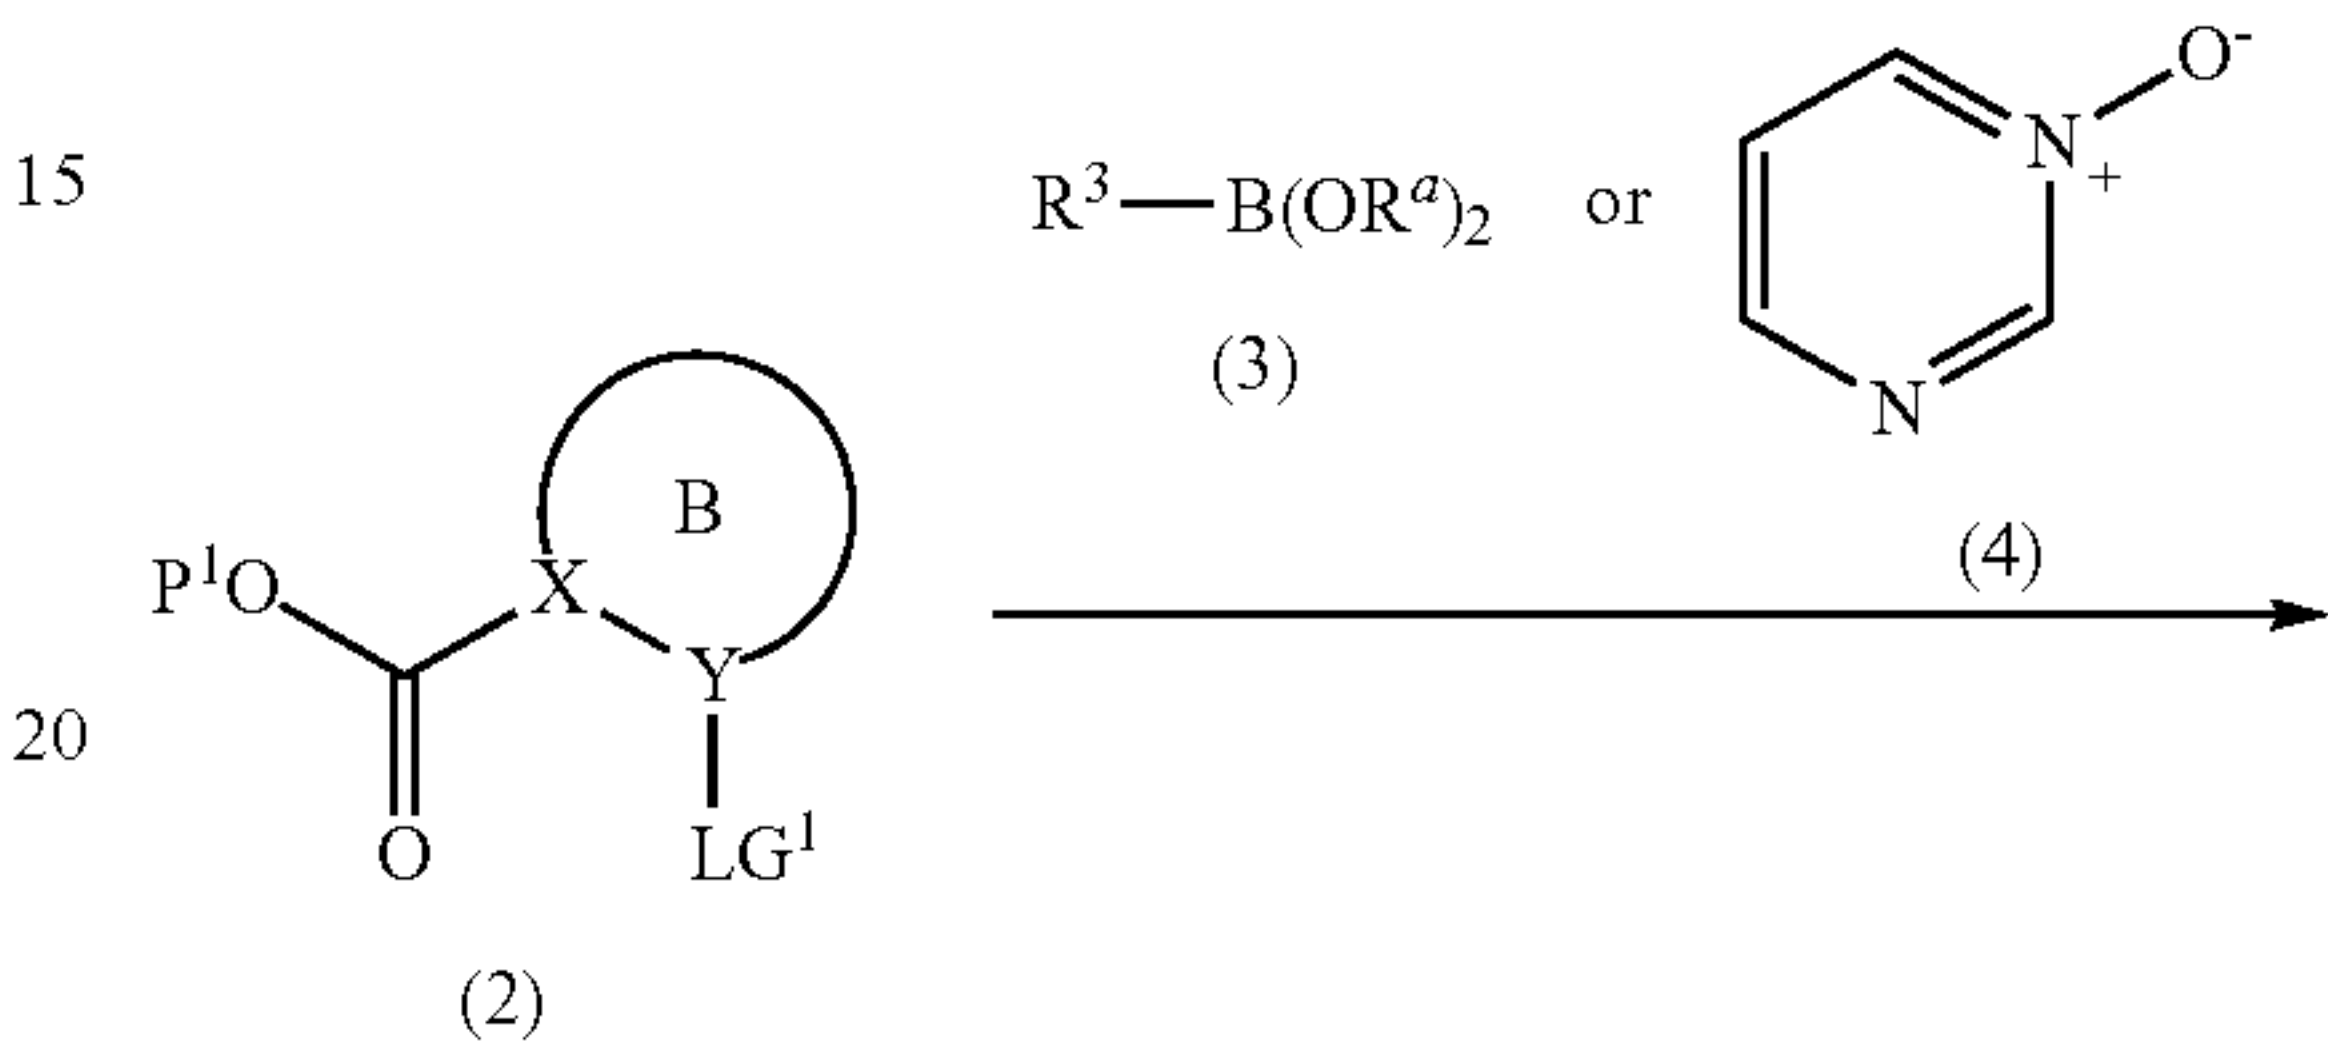 O⁻
N⁺
15
R³—B(ORᵃ)₂ or
(3)
N
B
(4)
P¹O
X
Y
20
O
LG¹
(2)